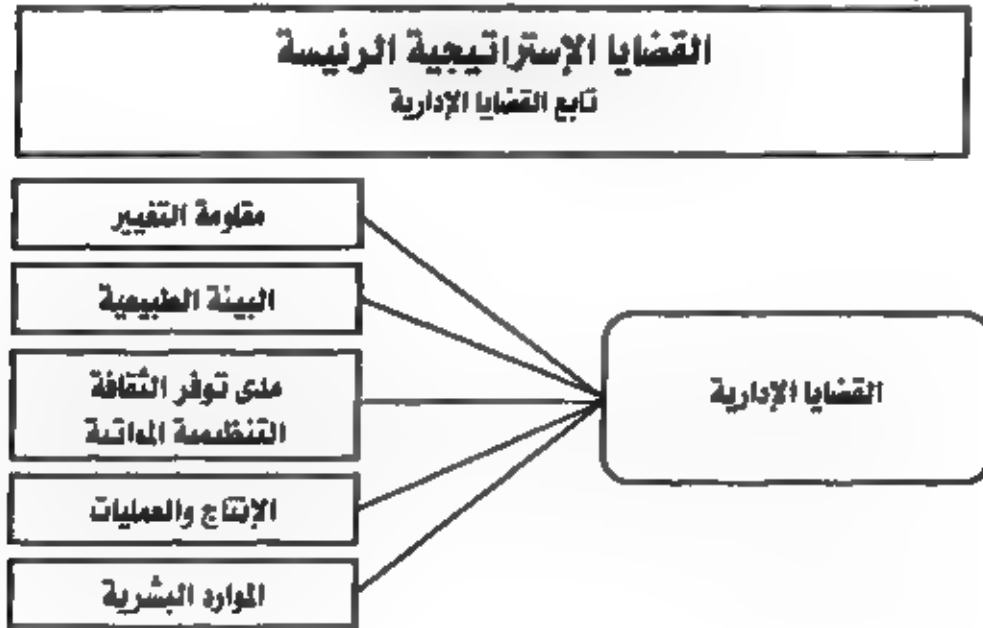 القضايا الإستراتيجية الرئيسة
تابع القضايا الإدارية
القضايا الإدارية
مقاومة التغيير
البيئة الطبيعية
مدى توفر الثقافة
التنظيمية المواتية
الإنتاج والعمليات
الموارد البشرية